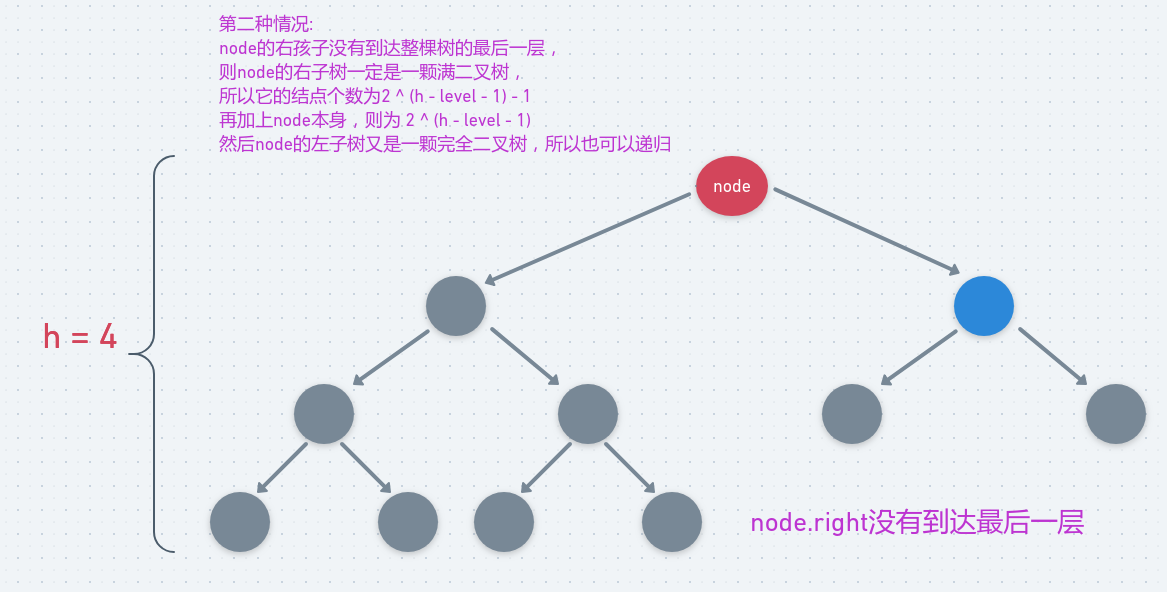 第二种情况:
node的右孩子没有到达整棵树的最后一层，
则node的右子树一定是一颗满二叉树，
所以它的结点个数为2 ^ (h - level - 1) - 1
再加上node本身，则为 2 ^ (h - level - 1)
然后node的左子树又是一颗完全二叉树，所以也可以递归
node
h = 4
node.right没有到达最后一层